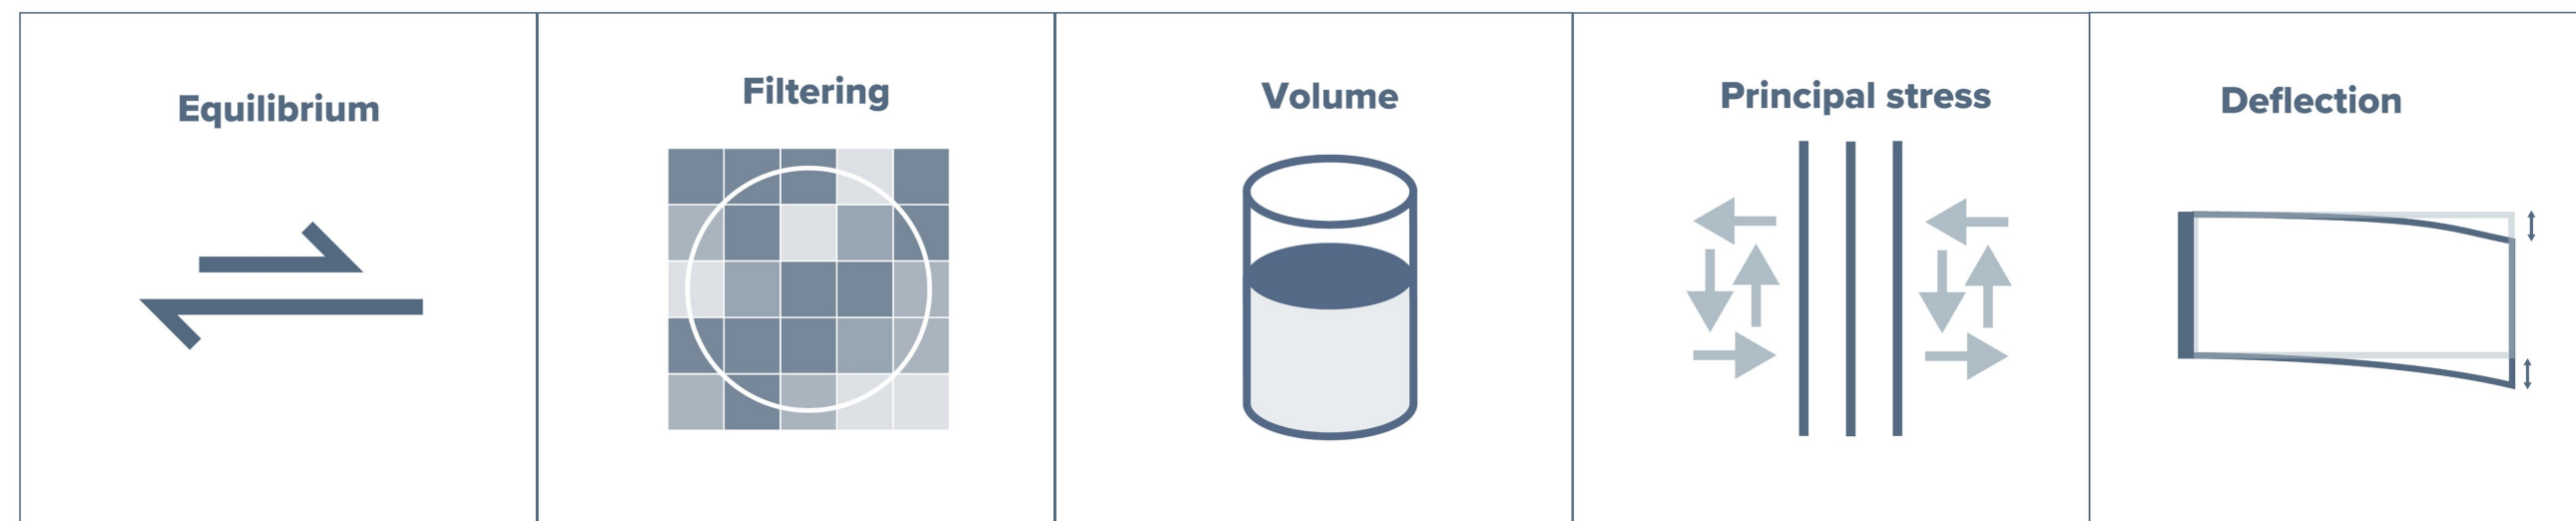 Equilibrium
Filtering
Volume
Principal stress
Deflection